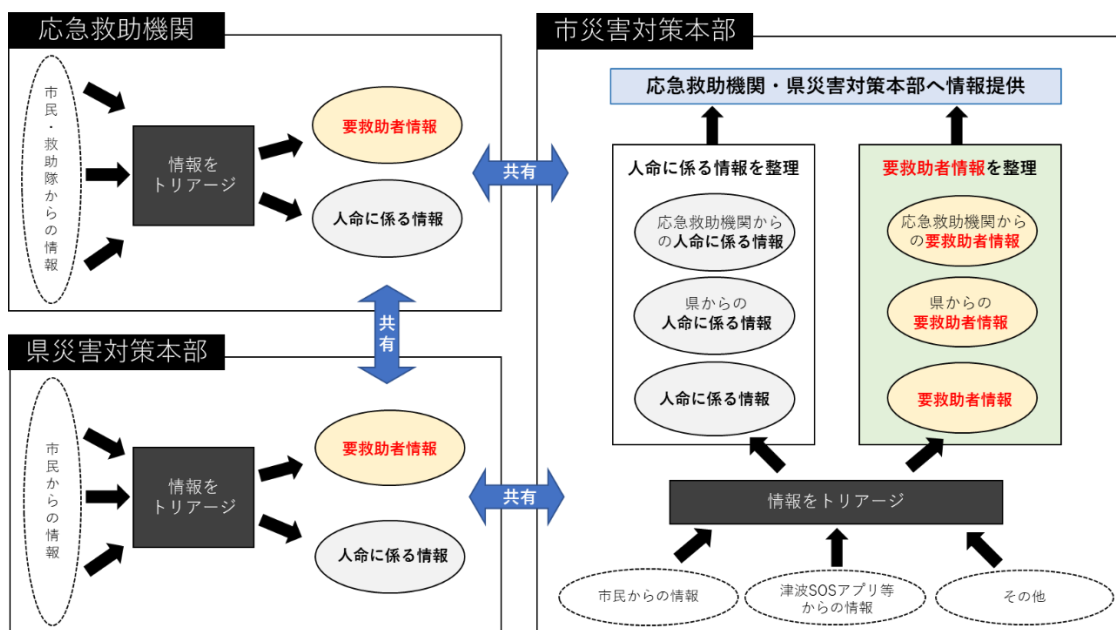 応急救助機関
市民・救助隊からの情報
情報を
トリアージ
要救助者情報
人命に係る情報
共有
共有
県災害対策本部
市民からの情報
情報を
トリアージ
要救助者情報
人命に係る情報
共有
市災害対策本部
応急救助機関・県災害対策本部へ情報提供
人命に係る情報を整理
応急救助機関から
の人命に係る情報
県からの
人命に係る情報
人命に係る情報
要救助者情報を整理
応急救助機関から
の要救助者情報
県からの
要救助者情報
要救助者情報
情報をトリアージ
市民からの情報
津波SOSアプリ等
からの情報
その他